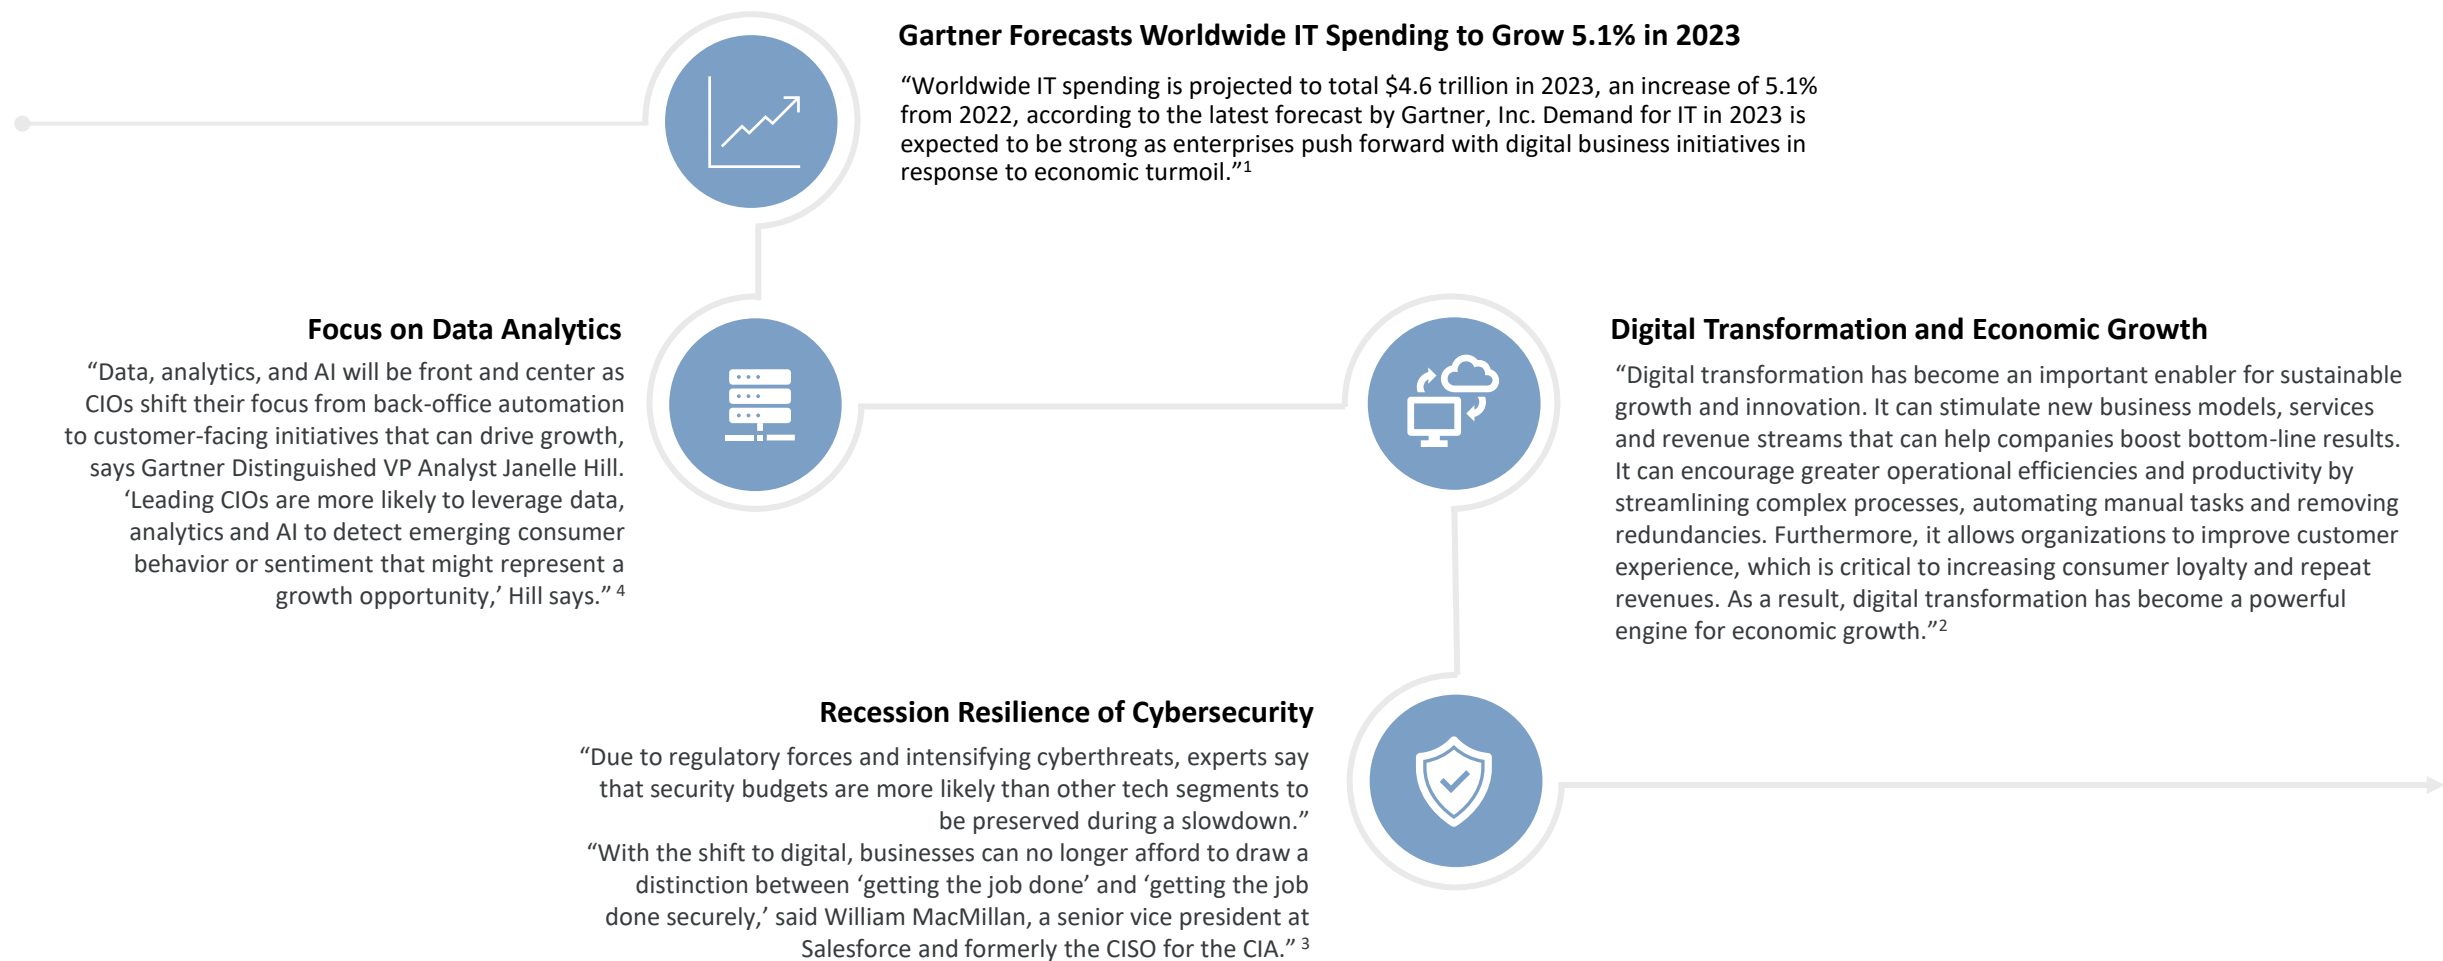 Gartner Forecasts Worldwide IT Spending to Grow 5.1% in 2023
“Worldwide IT spending is projected to total $4.6 trillion in 2023, an increase of 5.1%
from 2022, according to the latest forecast by Gartner, Inc. Demand for IT in 2023 is
expected to be strong as enterprises push forward with digital business initiatives in
response to economic turmoil.”1
Focus on Data Analytics
“Data, analytics, and AI will be front and center as
CIOs shift their focus from back-office automation
to customer-facing initiatives that can drive growth,
says Gartner Distinguished VP Analyst Janelle Hill.
‘Leading CIOs are more likely to leverage data,
analytics and AI to detect emerging consumer
behavior or sentiment that might represent a
growth opportunity,’ Hill says.” 4
Digital Transformation and Economic Growth
“Digital transformation has become an important enabler for sustainable
growth and innovation. It can stimulate new business models, services
and revenue streams that can help companies boost bottom-line results.
It can encourage greater operational efficiencies and productivity by
streamlining complex processes, automating manual tasks and removing
redundancies. Furthermore, it allows organizations to improve customer
experience, which is critical to increasing consumer loyalty and repeat
revenues. As a result, digital transformation has become a powerful
engine for economic growth.”2
Recession Resilience of Cybersecurity
“Due to regulatory forces and intensifying cyberthreats, experts say
that security budgets are more likely than other tech segments to
be preserved during a slowdown.”
“With the shift to digital, businesses can no longer afford to draw a
distinction between ‘getting the job done’ and ‘getting the job
done securely,’ said William MacMillan, a senior vice president at
Salesforce and formerly the CISO for the CIA.” 3